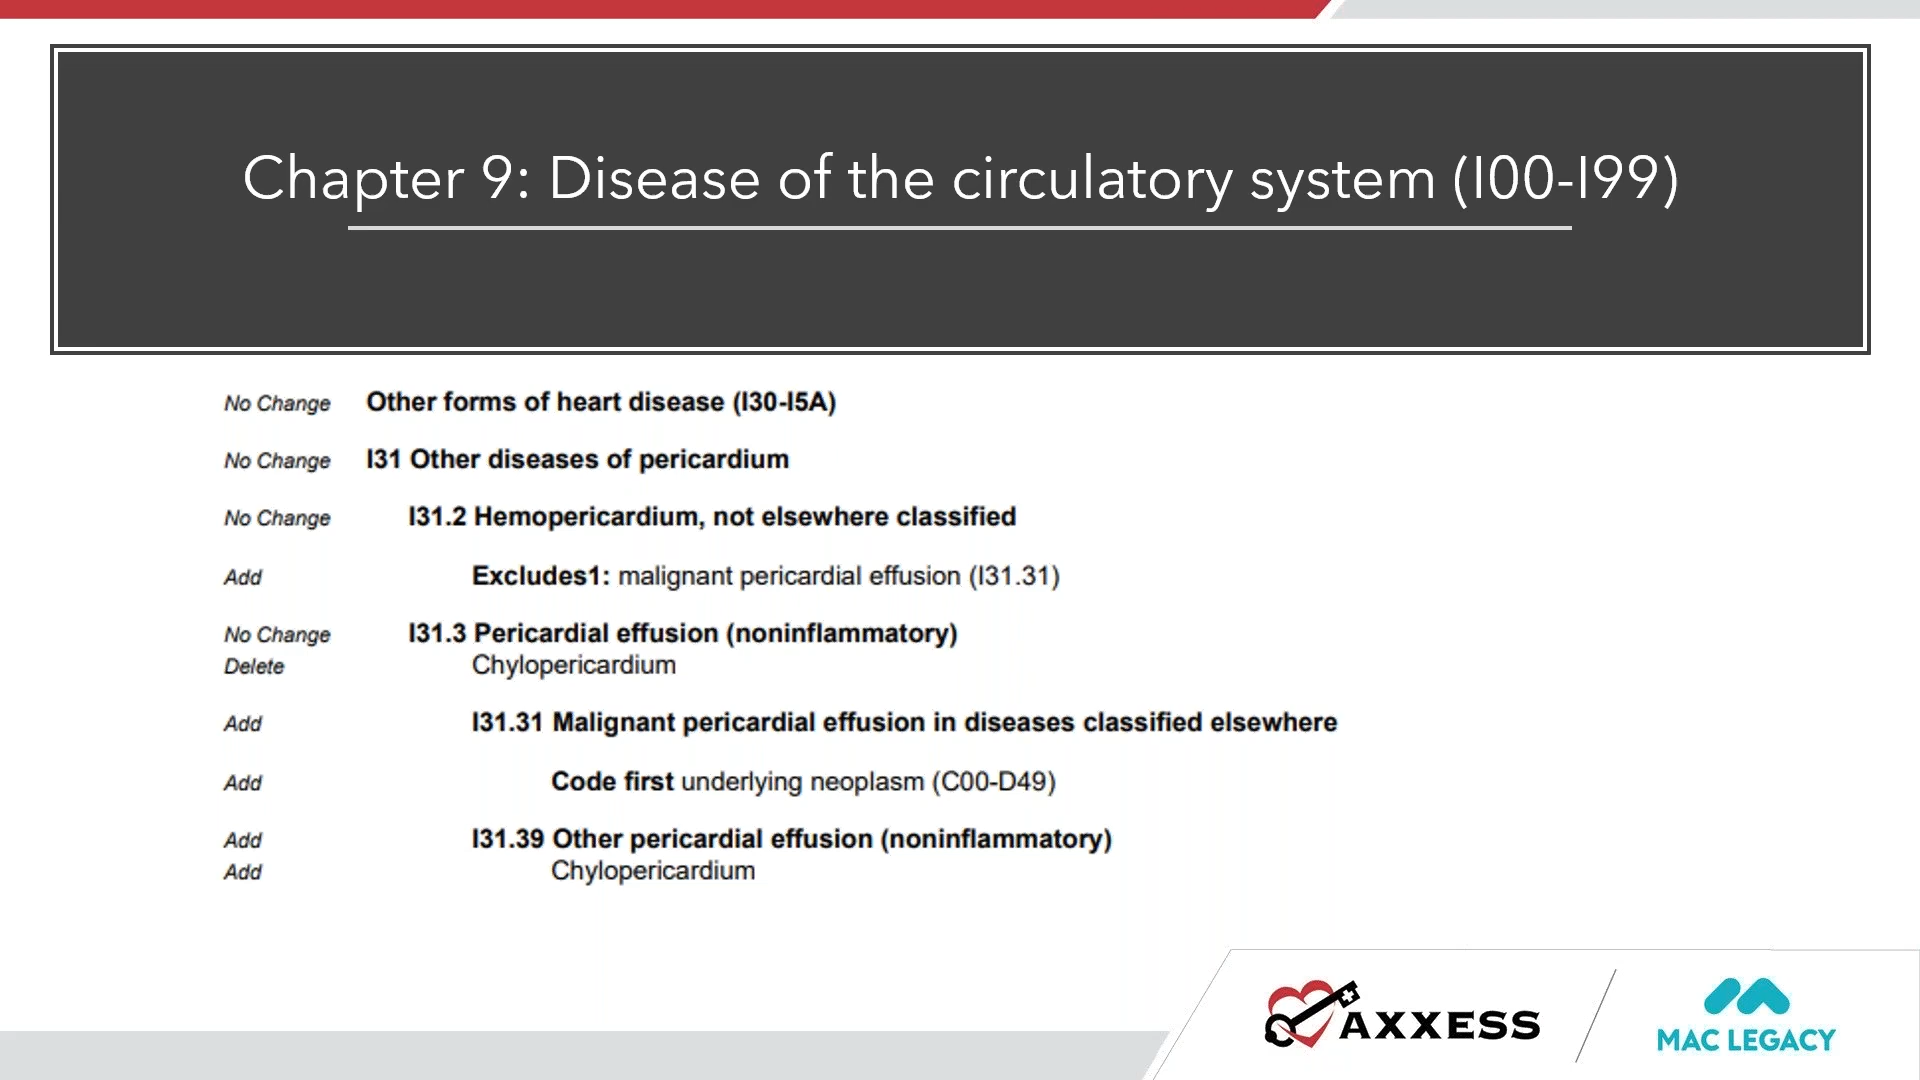 Chapter 9: Disease of the circulatory system (I00-I99)
No Change Other forms of heart disease (I30-I5A)
No Change I31 Other diseases of pericardium
No Change I31.2 Hemopericardium, not elsewhere classified
Add Excludes1: malignant pericardial effusion (I31.31)
No Change I31.3 Pericardial effusion (noninflammatory)
Delete Chylopericardium
Add I31.31 Malignant pericardial effusion in diseases classified elsewhere
Add Code first underlying neoplasm (C00-D49)
Add I31.39 Other pericardial effusion (noninflammatory)
Add Chylopericardium
AXXESS
MAC LEGACY